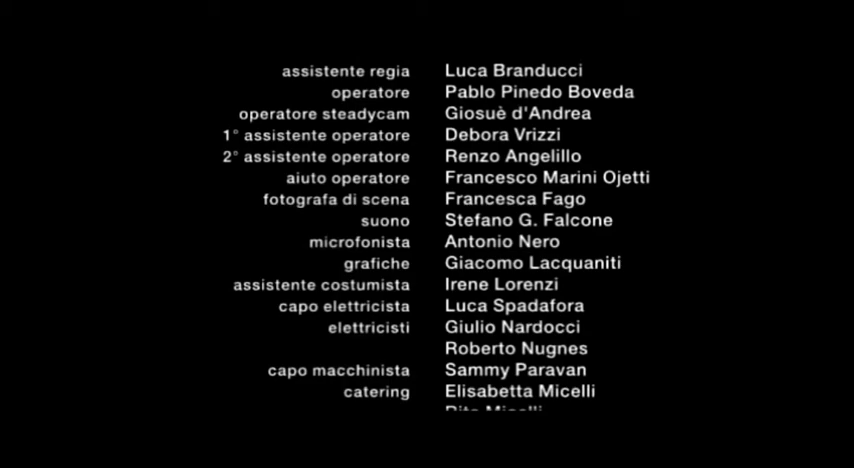 assistente regia Luca Branducci
operatore Pablo Pinedo Boveda
operatore steadycam Giosuè d'Andrea
1° assistente operatore Debora Vrizzi
2° assistente operatore Renzo Angelillo
aiuto operatore Francesco Marini Ojetti
fotografa di scena Francesca Fago
suono Stefano G. Falcone
microfonista Antonio Nero
grafiche Giacomo Lacquaniti
assistente costumista Irene Lorenzi
capo elettricista Luca Spadafora
elettricisti Giulio Nardocci
Roberto Nugnes
capo macchinista Sammy Paravan
catering Elisabetta Micelli
Rita Micelli